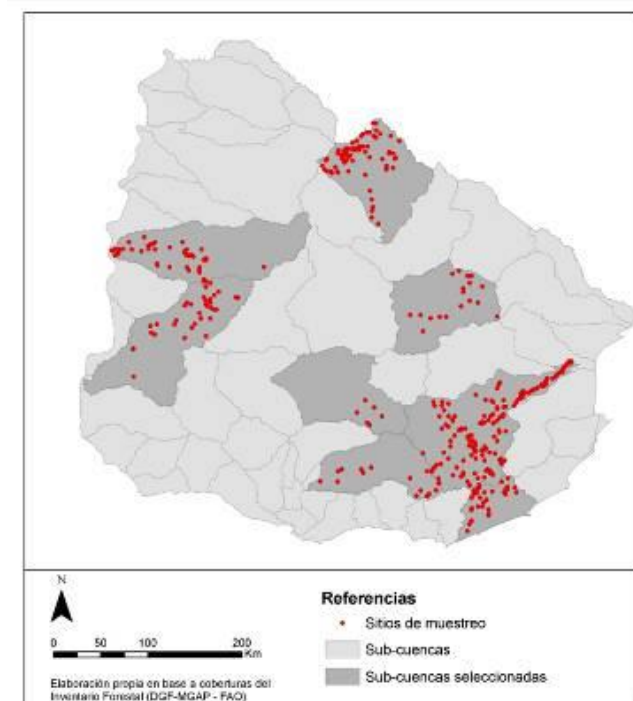 N
0 50 100 200
Km
Elaboración propia en base a coberturas del
Inventario Forestal (DGF-MGAP - FAO)
Referencias
Sitios de muestreo
Sub-cuencas
Sub-cuencas seleccionadas